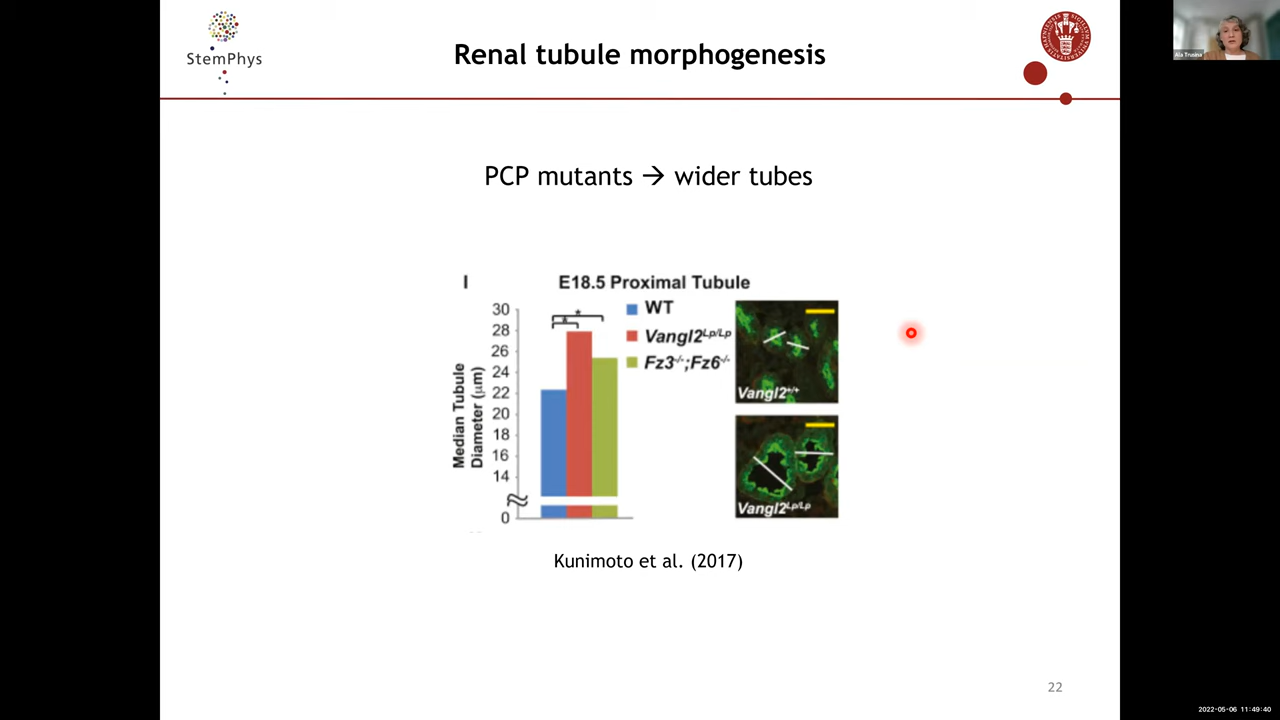 StemPhys
Renal tubule morphogenesis
Ala Trusina
PCP mutants → wider tubes
I
E18.5 Proximal Tubule
Median Tubule
Diameter (μm)
30
28
26
24
22
20
18
16
14
0
* *
WT
Vangl2Lp/Lp
Fz3-/-;Fz6-/-
Vangl2+/+
Vangl2Lp/Lp
Kunimoto et al. (2017)
22
2022-05-06 11:49:40